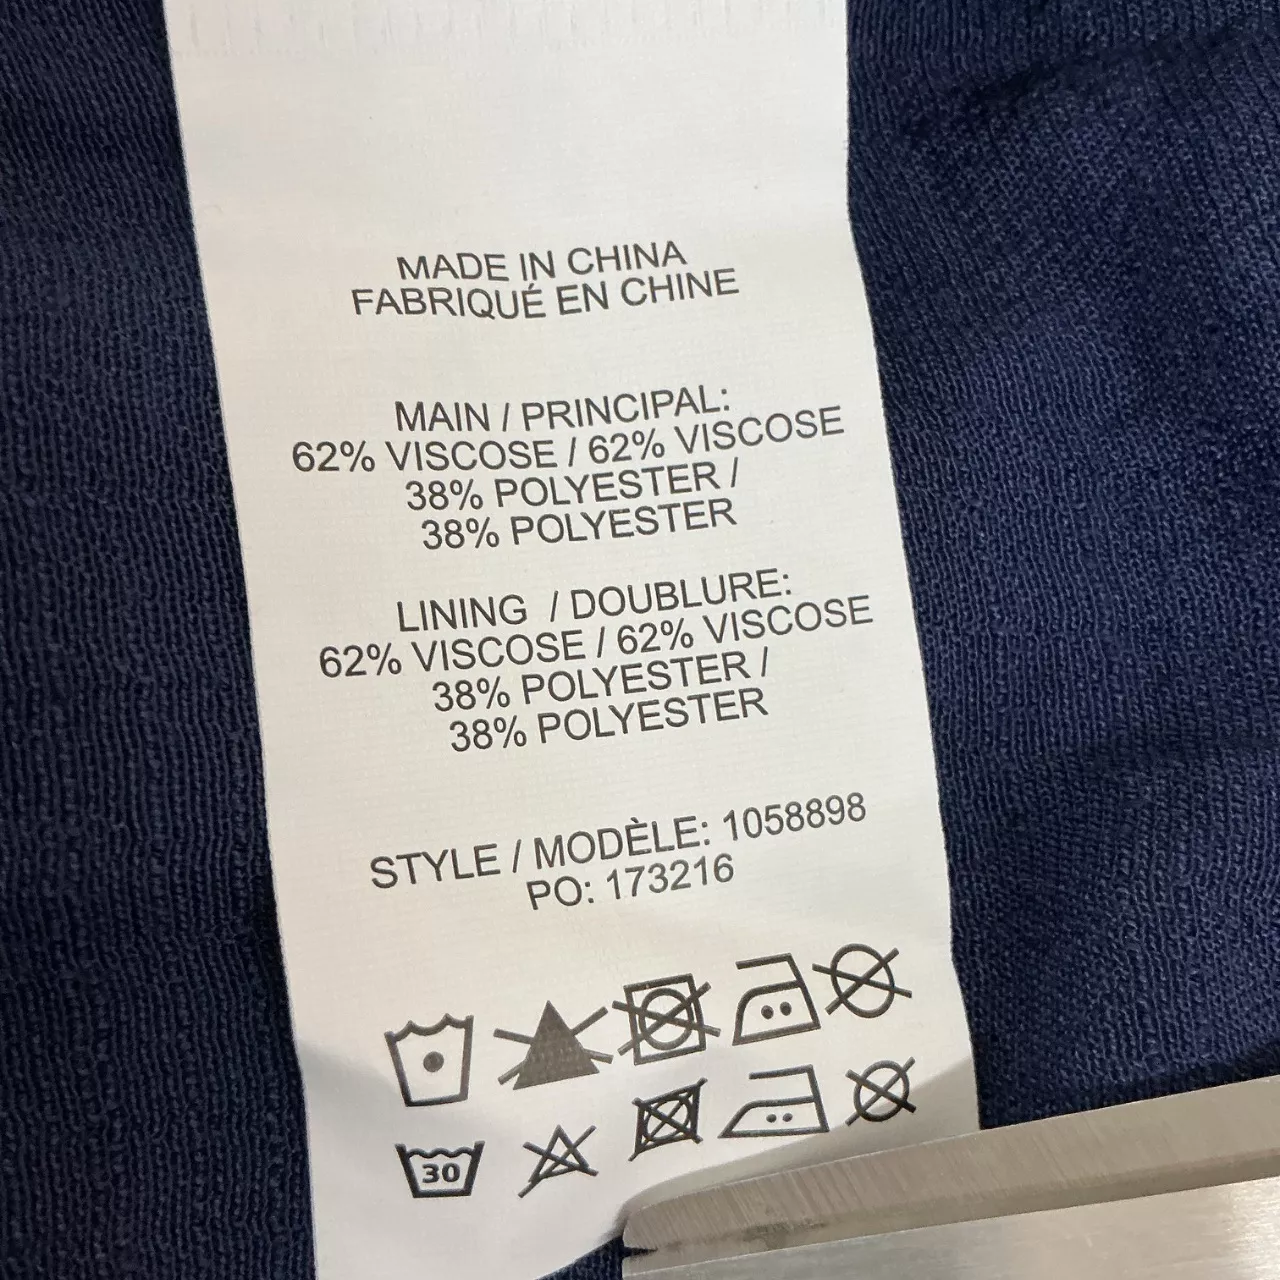 MADE IN CHINA
FABRIQUÉ EN CHINE
MAIN / PRINCIPAL:
62% VISCOSE / 62% VISCOSE
38% POLYESTER /
38% POLYESTER
LINING / DOUBLURE:
62% VISCOSE / 62% VISCOSE
38% POLYESTER /
38% POLYESTER
STYLE / MODÈLE: 1058898
PO: 173216
30